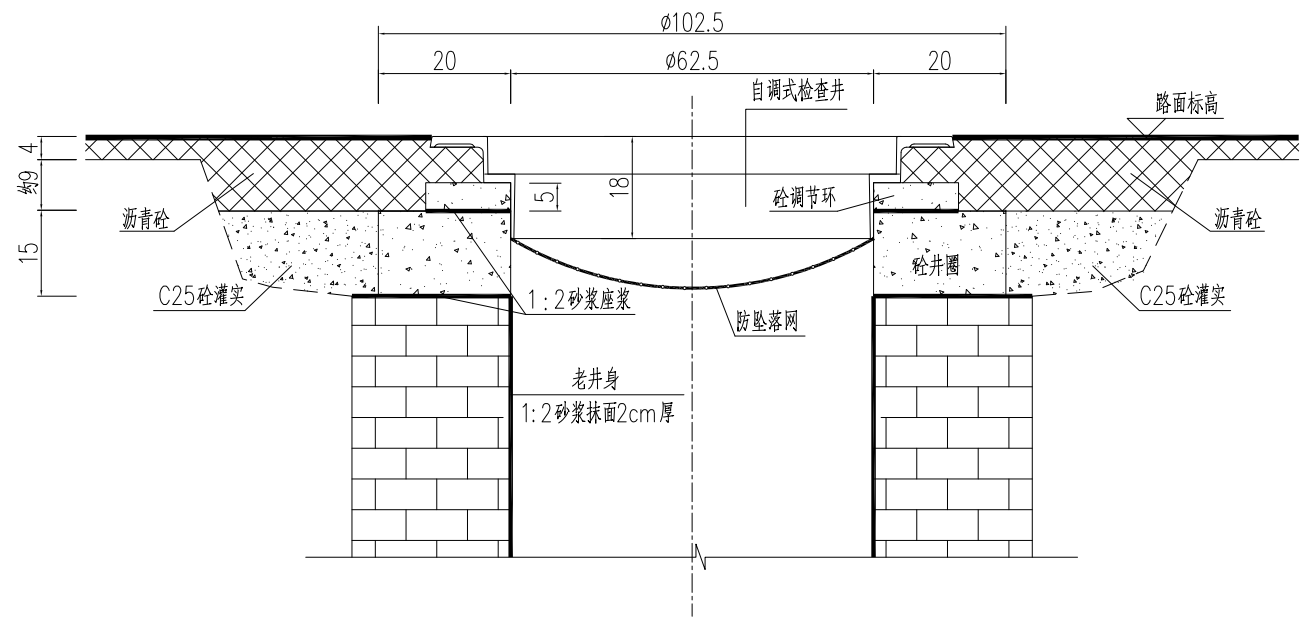 ø102.5
20
ø62.5
20
自调式检查井
路面标高
4
约9
15
18
5
砼调节环
沥青砼
沥青砼
砼井圈
C25砼灌实
1:2砂浆座浆
防坠落网
C25砼灌实
老井身
1:2砂浆抹面2cm厚